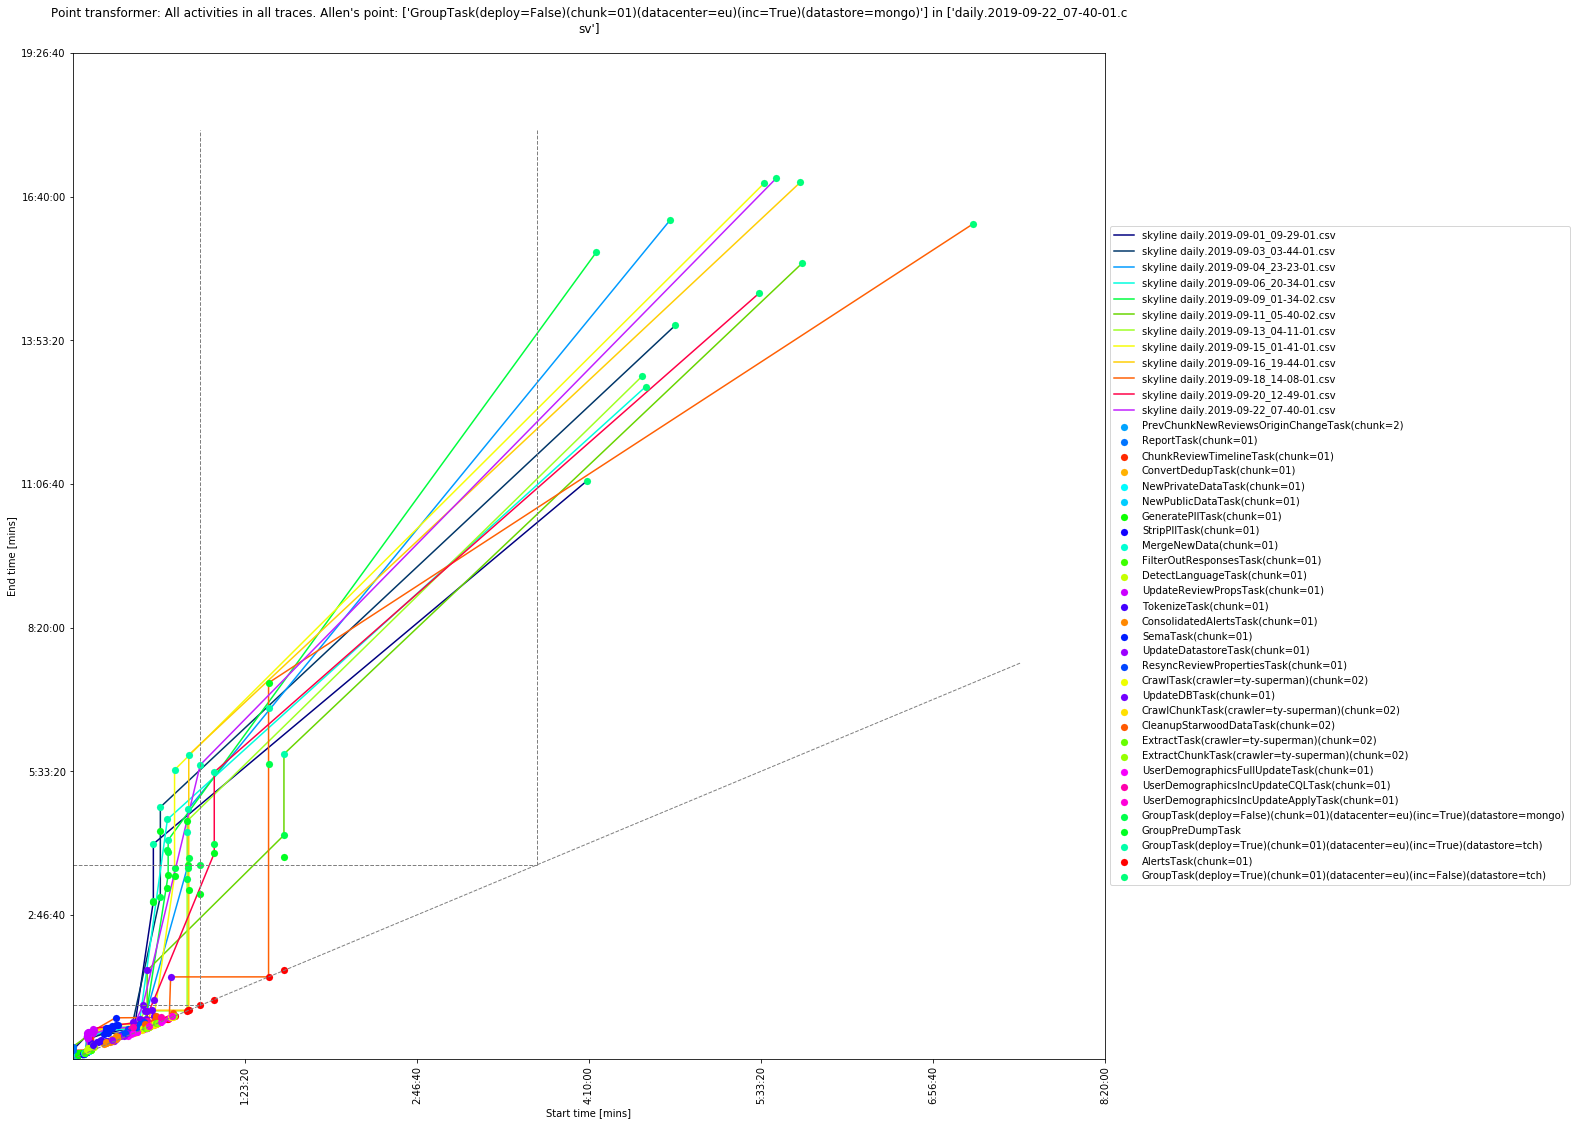 Point transformer: All activities in all traces. Allen's point: ['GroupTask(deploy=False)(chunk=01)(datacenter=eu)(inc=True)(datastore=mongo)'] in ['daily.2019-09-22_07-40-01.c
sv']
19:26:40
16:40:00
13:53:20
11:06:40
8:20:00
5:33:20
2:46:40
End time [mins]
1:23:20
2:46:40
4:10:00
5:33:20
6:56:40
8:20:00
Start time [mins]
skyline daily.2019-09-01_09-29-01.csv
skyline daily.2019-09-03_03-44-01.csv
skyline daily.2019-09-04_23-23-01.csv
skyline daily.2019-09-06_20-34-01.csv
skyline daily.2019-09-09_01-34-02.csv
skyline daily.2019-09-11_05-40-02.csv
skyline daily.2019-09-13_04-11-01.csv
skyline daily.2019-09-15_01-41-01.csv
skyline daily.2019-09-16_19-44-01.csv
skyline daily.2019-09-18_14-08-01.csv
skyline daily.2019-09-20_12-49-01.csv
skyline daily.2019-09-22_07-40-01.csv
PrevChunkNewReviewsOriginChangeTask(chunk=2)
ReportTask(chunk=01)
ChunkReviewTimelineTask(chunk=01)
ConvertDedupTask(chunk=01)
NewPrivateDataTask(chunk=01)
NewPublicDataTask(chunk=01)
GeneratePIITask(chunk=01)
StripPIITask(chunk=01)
MergeNewData(chunk=01)
FilterOutResponsesTask(chunk=01)
DetectLanguageTask(chunk=01)
UpdateReviewPropsTask(chunk=01)
TokenizeTask(chunk=01)
ConsolidatedAlertsTask(chunk=01)
SemaTask(chunk=01)
UpdateDatastoreTask(chunk=01)
ResyncReviewPropertiesTask(chunk=01)
CrawlTask(crawler=ty-superman)(chunk=02)
UpdateDBTask(chunk=01)
CrawlChunkTask(crawler=ty-superman)(chunk=02)
CleanupStarwoodDataTask(chunk=02)
ExtractTask(crawler=ty-superman)(chunk=02)
ExtractChunkTask(crawler=ty-superman)(chunk=02)
UserDemographicsFullUpdateTask(chunk=01)
UserDemographicsIncUpdateCQLTask(chunk=01)
UserDemographicsIncUpdateApplyTask(chunk=01)
GroupTask(deploy=False)(chunk=01)(datacenter=eu)(inc=True)(datastore=mongo)
GroupPreDumpTask
GroupTask(deploy=True)(chunk=01)(datacenter=eu)(inc=True)(datastore=tch)
AlertsTask(chunk=01)
GroupTask(deploy=True)(chunk=01)(datacenter=eu)(inc=False)(datastore=tch)